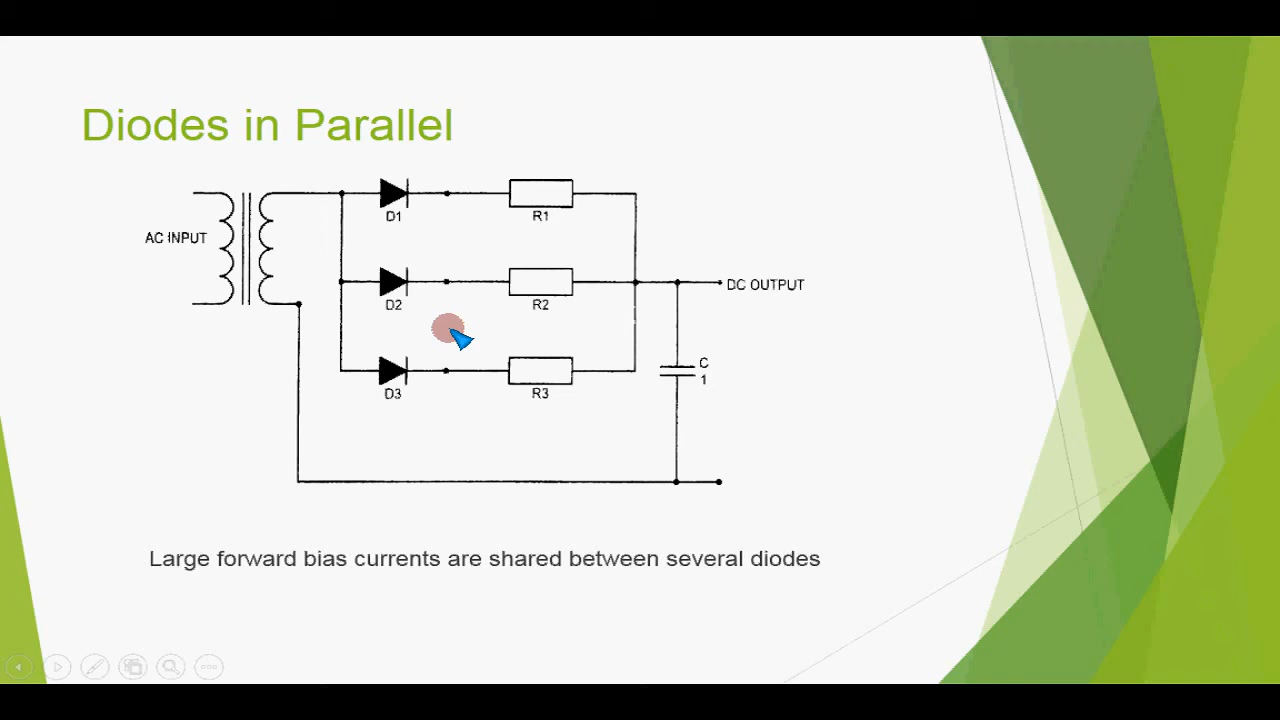 Diodes in Parallel
D1
R1
AC INPUT
D2
R2
DC OUTPUT
D3
R3
C
1
Large forward bias currents are shared between several diodes